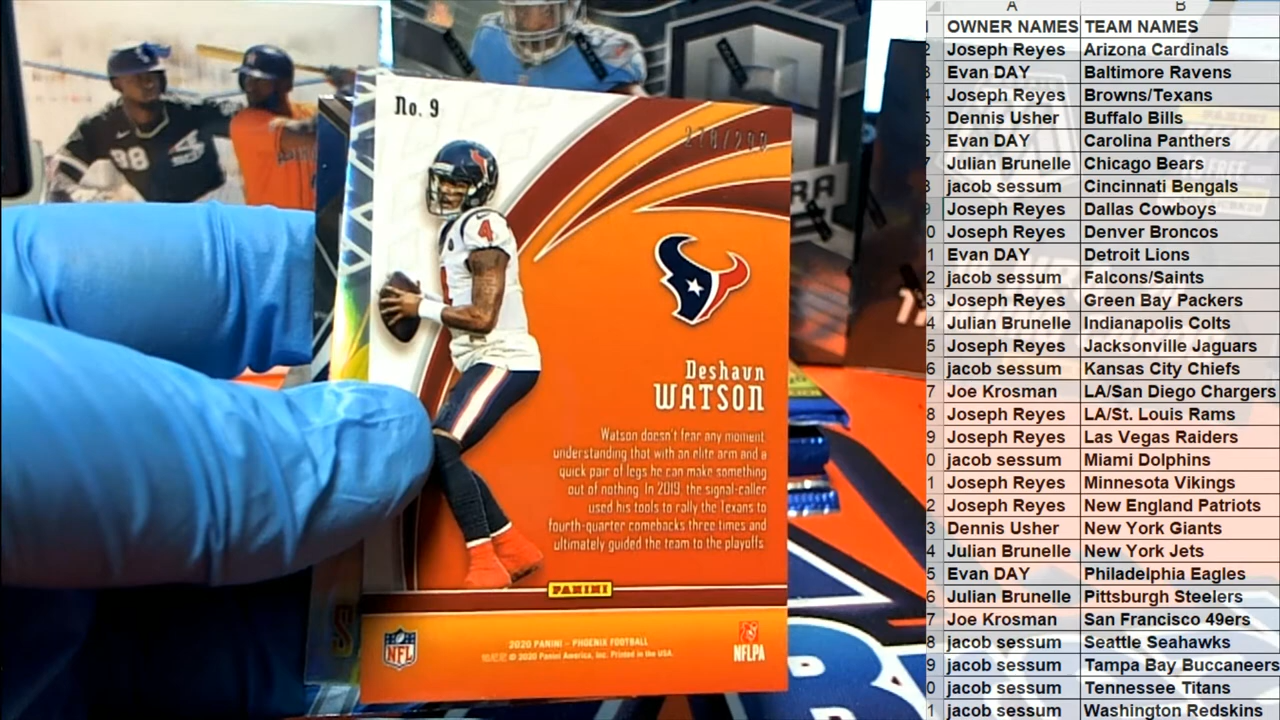 No. 9
4
Deshaun
WATSON
Watson doesn't fear any moment,
understanding that with an elite arm and a
quick pair of legs he can make something
out of nothing. In 2019, the signal-caller
used his tools to rally the Texans to
fourth-quarter comebacks three times and
ultimately guided the team to the playoffs.
PANINI
NFL
2020 PANINI – PHOENIX FOOTBALL
© 2020 Panini America, Inc. Printed in the USA.
NFLPA
98
A B
OWNER NAMES TEAM NAMES
Joseph Reyes Arizona Cardinals
Evan DAY Baltimore Ravens
Joseph Reyes Browns/Texans
Dennis Usher Buffalo Bills
Evan DAY Carolina Panthers
Julian Brunelle Chicago Bears
jacob sessum Cincinnati Bengals
Joseph Reyes Dallas Cowboys
Joseph Reyes Denver Broncos
Evan DAY Detroit Lions
jacob sessum Falcons/Saints
Joseph Reyes Green Bay Packers
Julian Brunelle Indianapolis Colts
Joseph Reyes Jacksonville Jaguars
jacob sessum Kansas City Chiefs
Joe Krosman LA/San Diego Chargers
Joseph Reyes LA/St. Louis Rams
Joseph Reyes Las Vegas Raiders
jacob sessum Miami Dolphins
Joseph Reyes Minnesota Vikings
Joseph Reyes New England Patriots
Dennis Usher New York Giants
Julian Brunelle New York Jets
Evan DAY Philadelphia Eagles
Julian Brunelle Pittsburgh Steelers
Joe Krosman San Francisco 49ers
jacob sessum Seattle Seahawks
jacob sessum Tampa Bay Buccaneers
jacob sessum Tennessee Titans
jacob sessum Washington Redskins